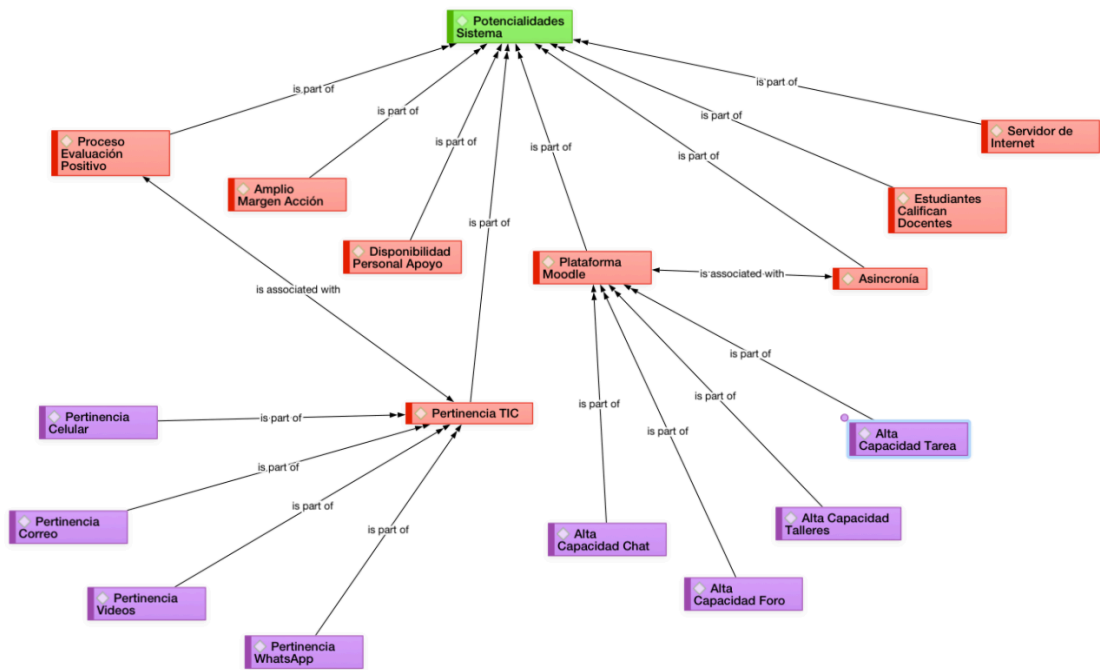 Potencialidades
Sistema
is part of
is part of
is part of
is part of
is part of
is part of
is part of
is part of
Proceso
Evaluación
Positivo
Amplio
Margen Acción
Disponibilidad
Personal Apoyo
Plataforma
Moodle
Asincronía
Estudiantes
Califican
Docentes
Servidor de
Internet
is associated with
is associated with
Pertinencia TIC
Pertinencia
Celular
is part of
is part of
is part of
is part of
Pertinencia
Correo
Pertinencia
Videos
Pertinencia
WhatsApp
is part of
is part of
is part of
is part of
Alta
Capacidad Tarea
Alta Capacidad
Talleres
Alta
Capacidad Chat
Alta
Capacidad Foro